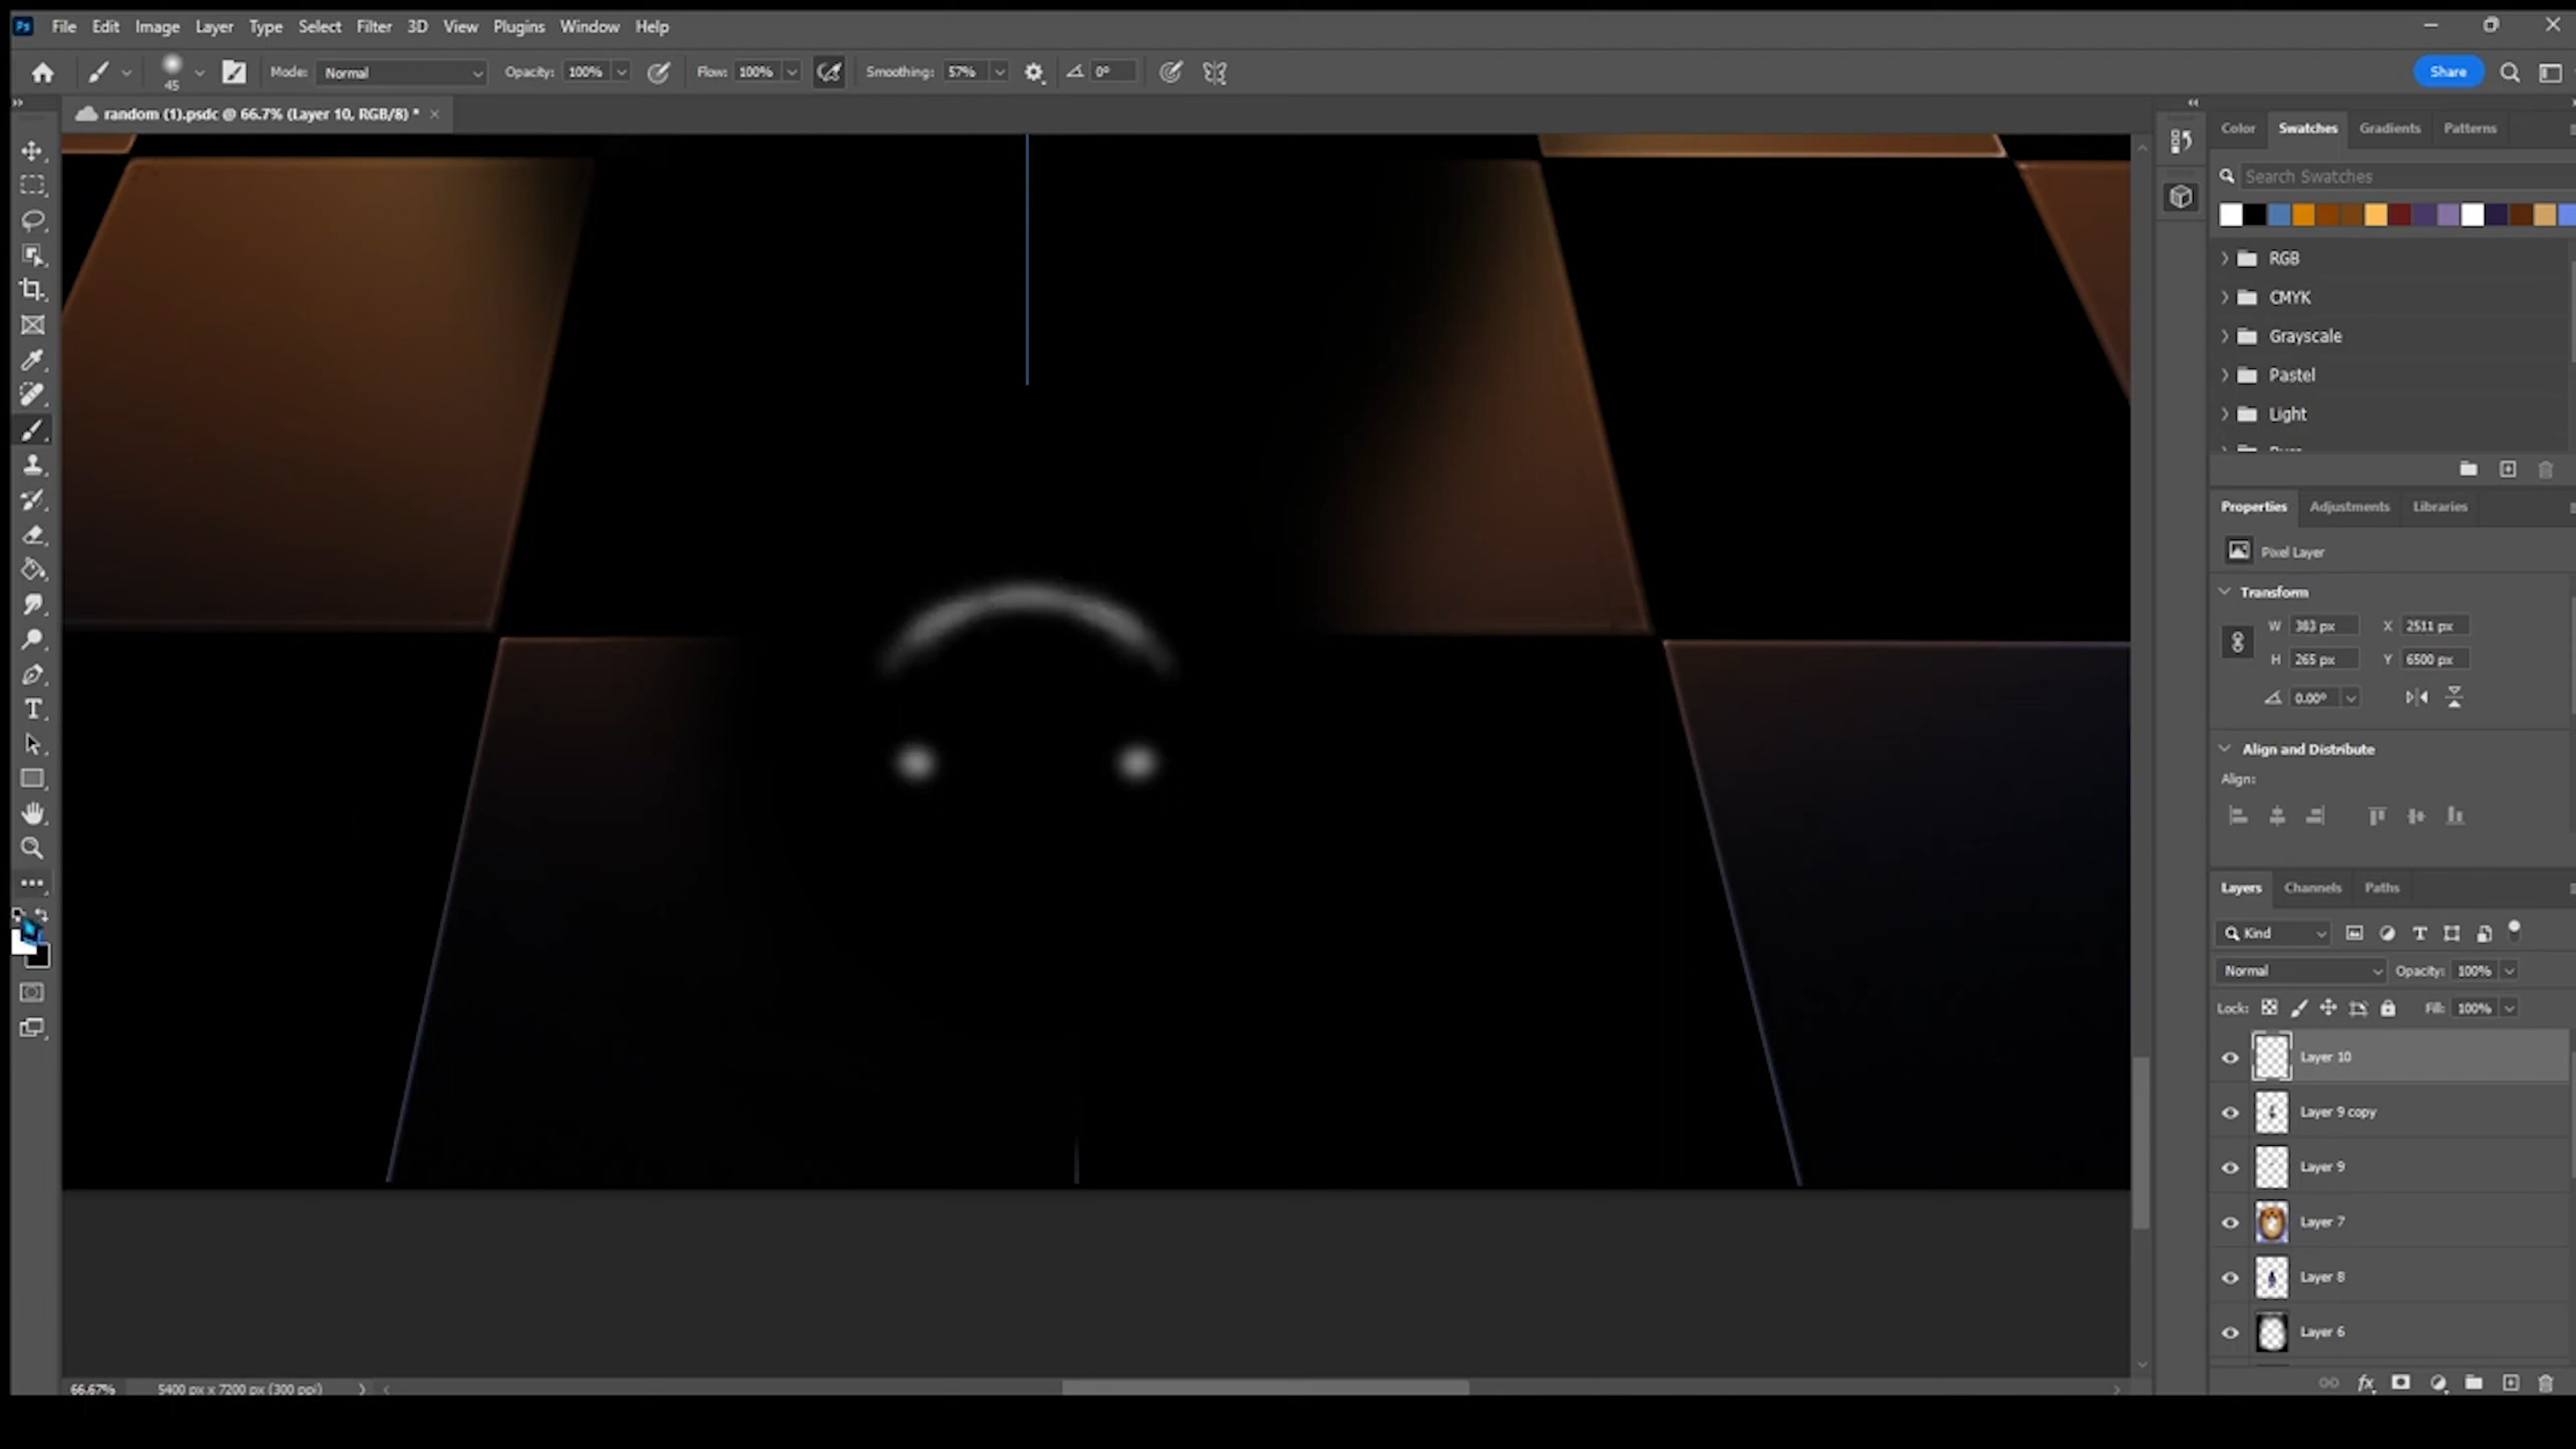 Ps File Edit Image Layer Type Select Filter 3D View Plugins Window Help
45 Mode: Normal Opacity: 100% Flow: 100% Smoothing: 57% 0° Share
random (1).psdc @ 66.7% (Layer 10, RGB/8) * ×
Color Swatches Gradients Patterns
Search Swatches
RGB
CMYK
Grayscale
Pastel
Light
Properties Adjustments Libraries
Pixel Layer
Transform
W 383 px X 2511 px
H 265 px Y 6500 px
0.00°
Align and Distribute
Align:
Layers Channels Paths
Kind
Normal Opacity: 100%
Lock: Fill: 100%
Layer 10
Layer 9 copy
Layer 9
Layer 7
Layer 8
Layer 6
fx
66.67% 5400 px x 7200 px (300 ppi)